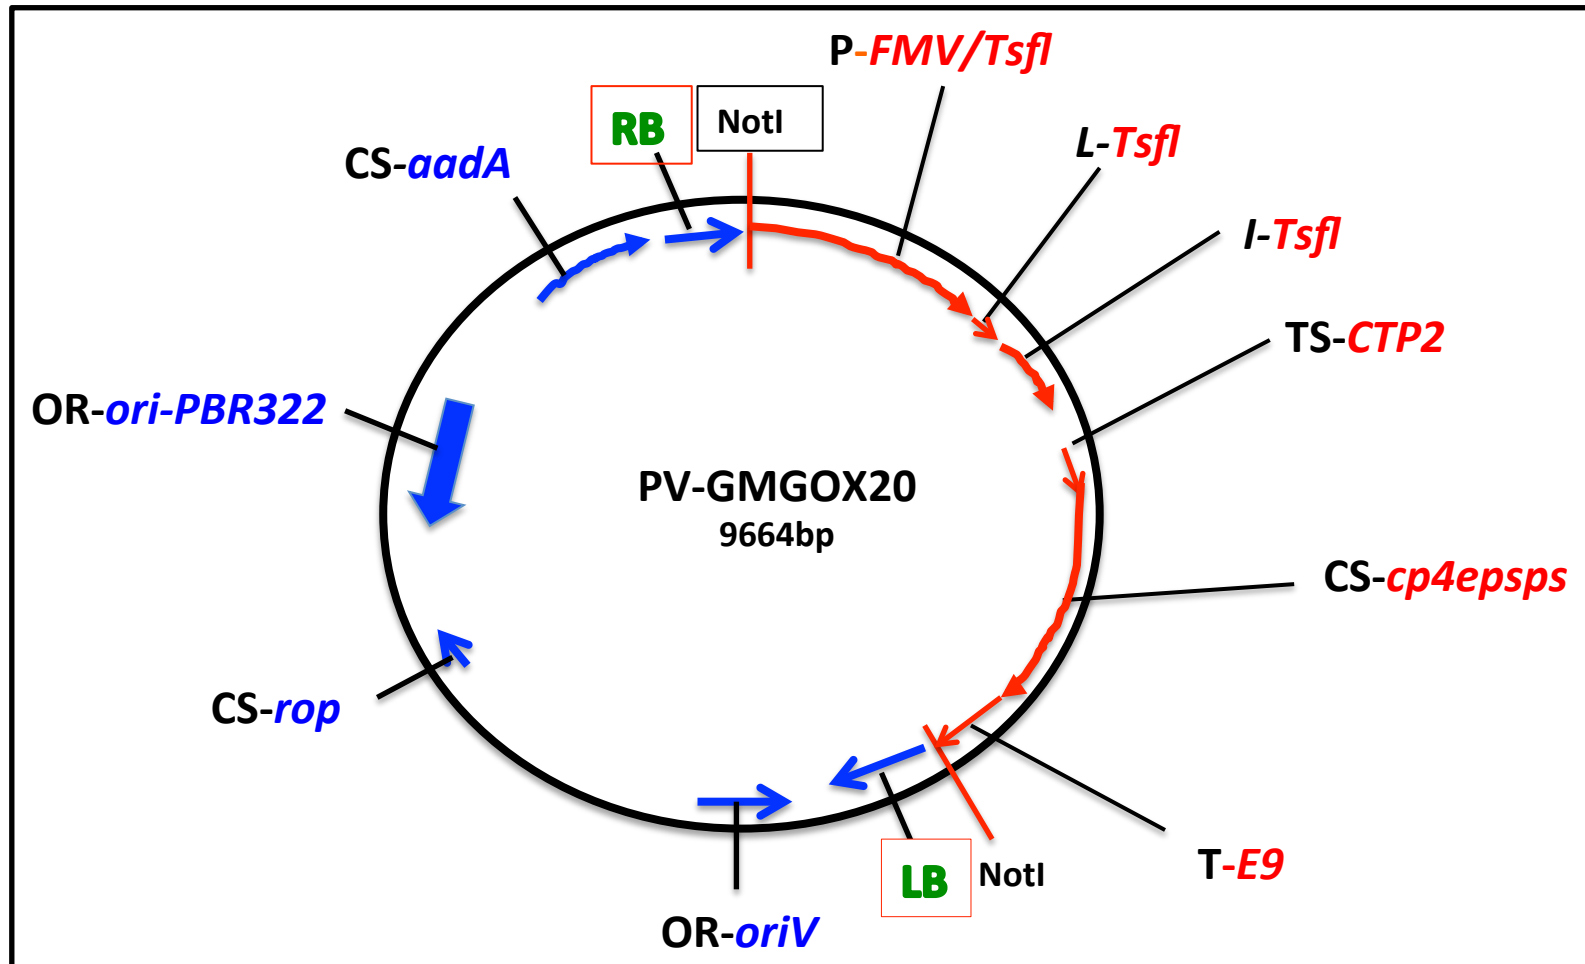 P-FMV/Tsfl
RB
NotI
L-Tsfl
CS-aadA
I-Tsfl
TS-CTP2
OR-ori-PBR322
PV-GMGOX20
9664bp
CS-cp4epsps
CS-rop
T-E9
LB
NotI
OR-oriV